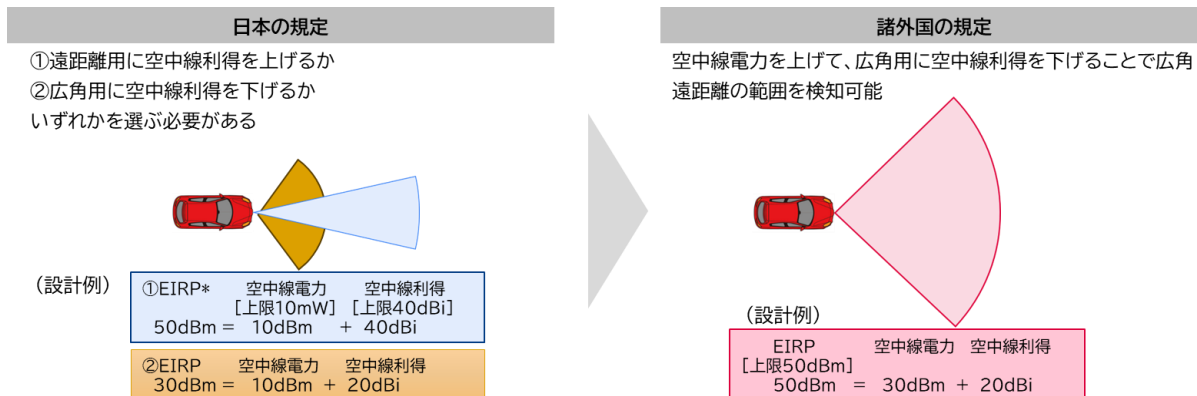 日本の規定
①遠距離用に空中線利得を上げるか
②広角用に空中線利得を下げるか
いずれかを選ぶ必要がある
（設計例）
①EIRP* 空中線電力 空中線利得
[上限10mW] [上限40dBi]
50dBm = 10dBm + 40dBi
②EIRP 空中線電力 空中線利得
30dBm = 10dBm + 20dBi
諸外国の規定
空中線電力を上げて、広角用に空中線利得を下げることで広角
遠距離の範囲を検知可能
（設計例）
EIRP 空中線電力 空中線利得
[上限50dBm]
50dBm = 30dBm + 20dBi